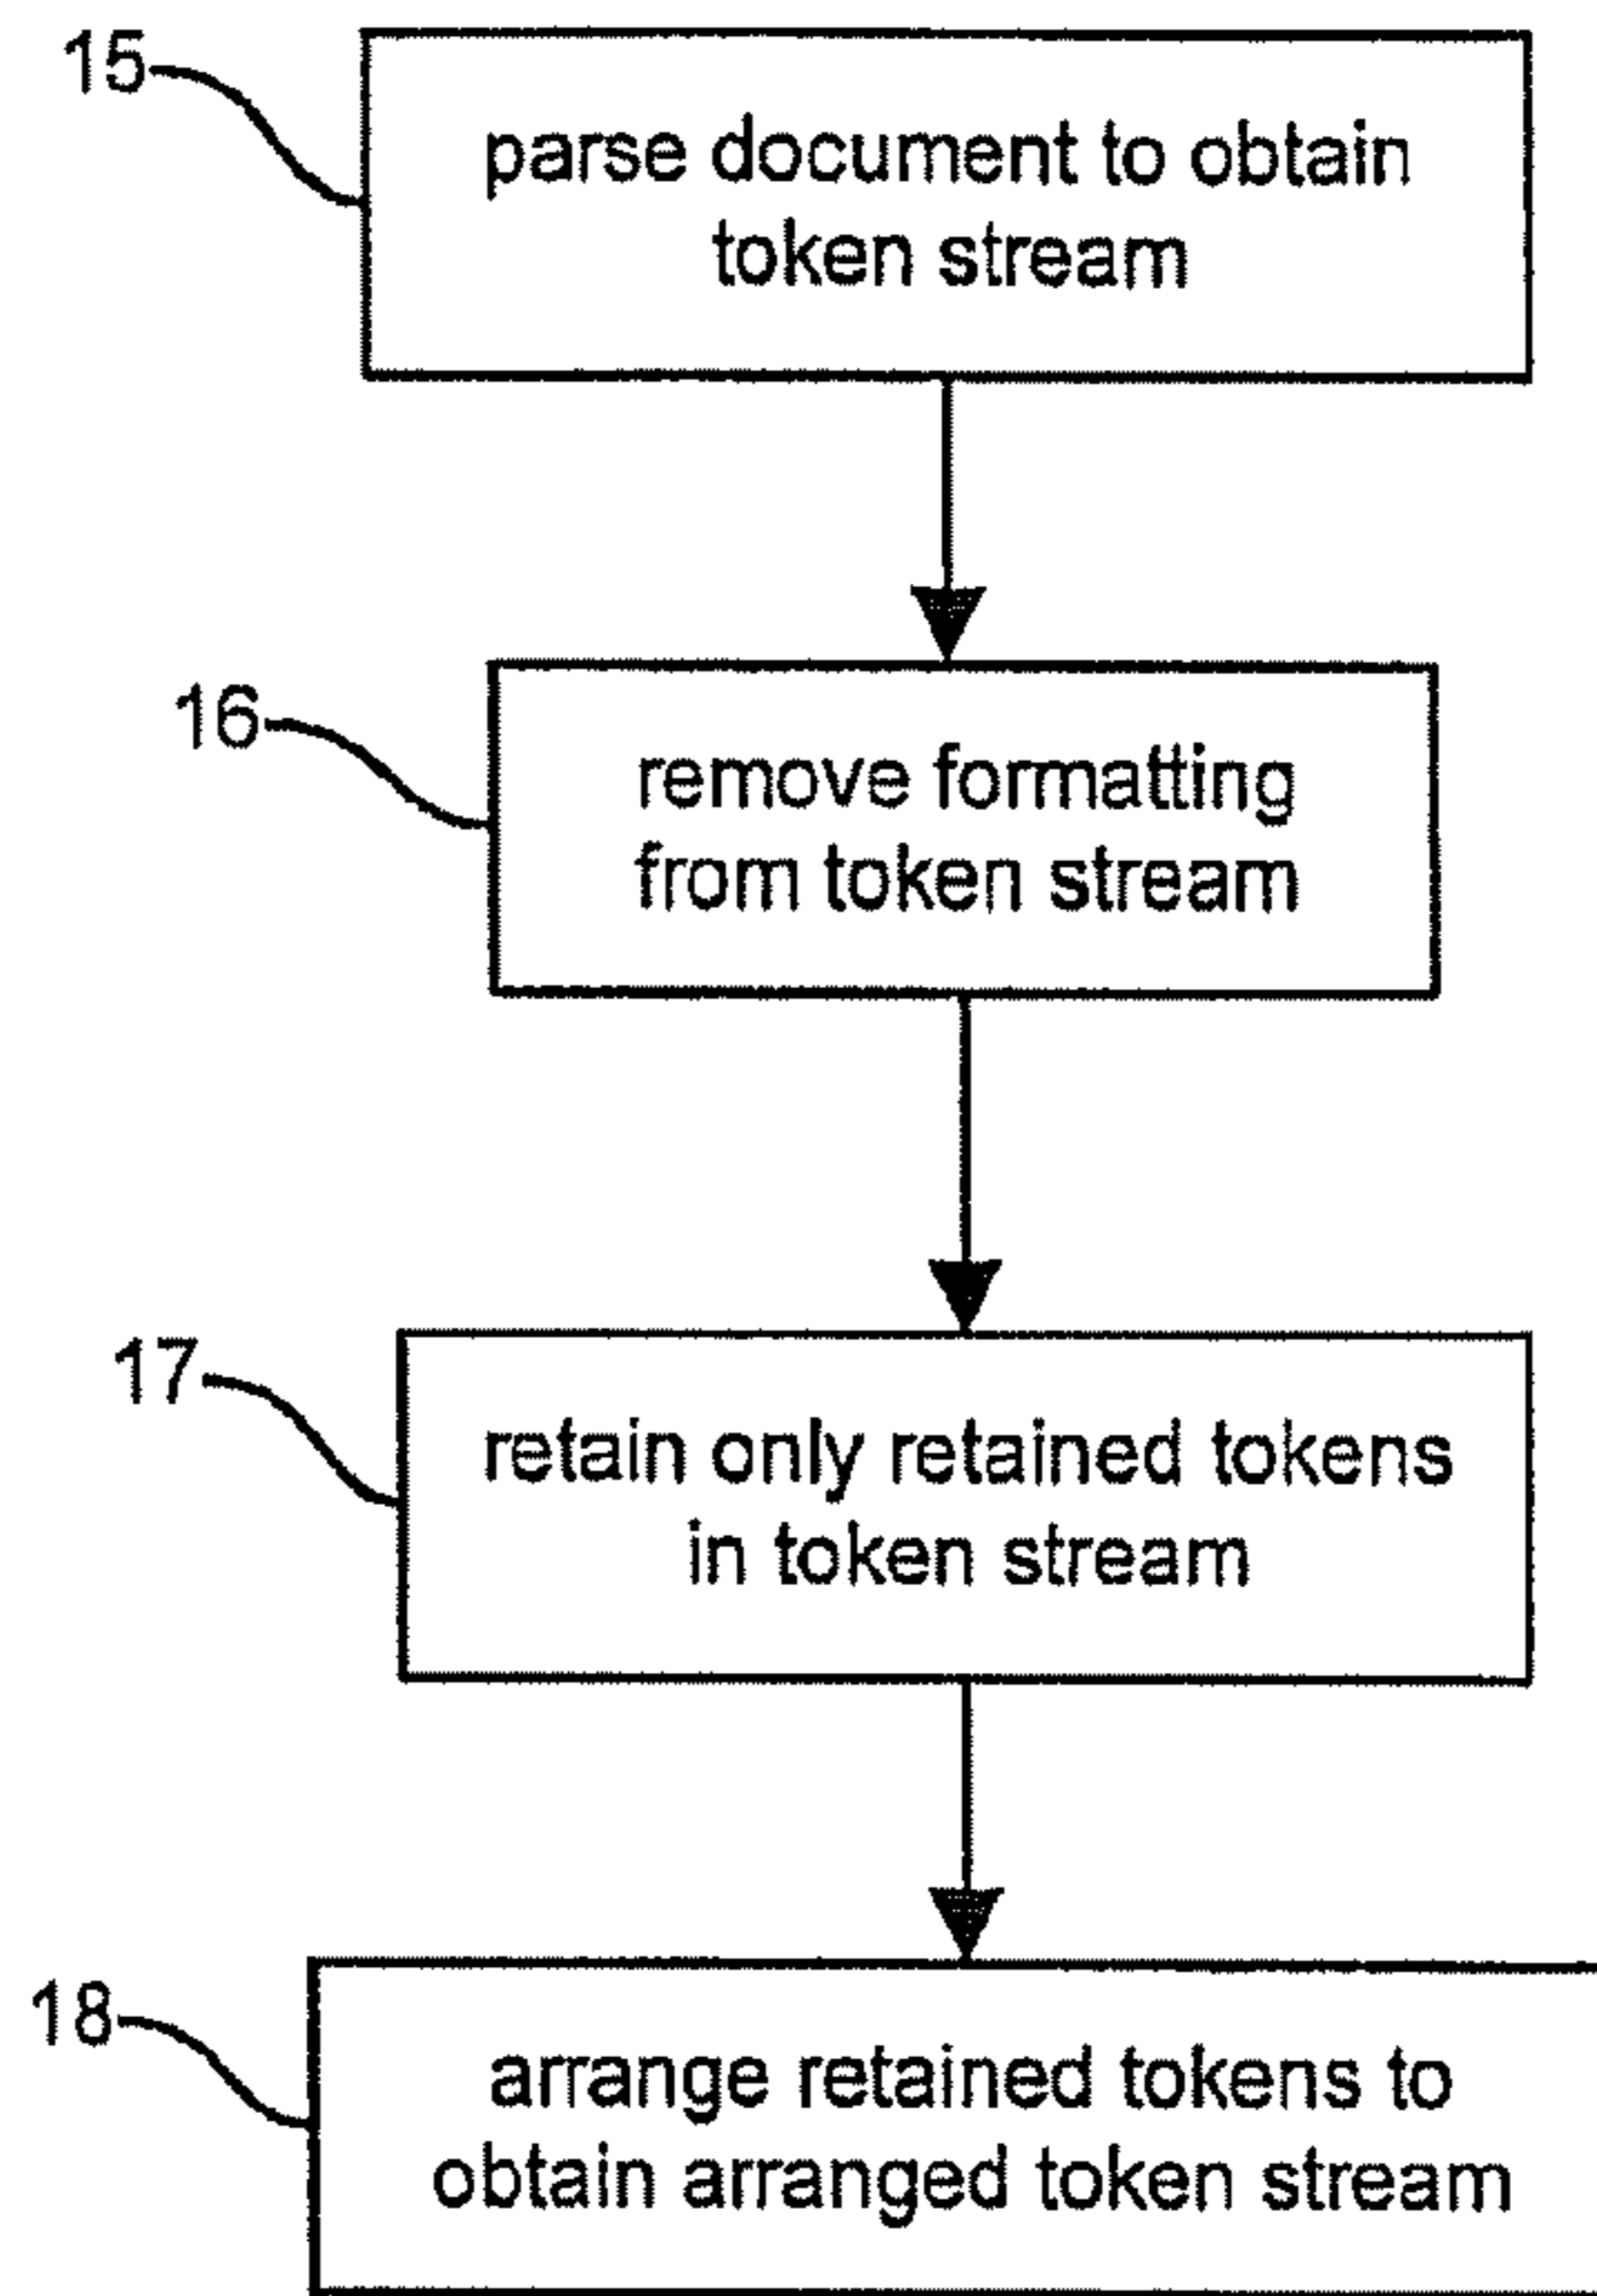 15
parse document to obtain
token stream
16
remove formatting
from token stream
17
retain only retained tokens
in token stream
18
arrange retained tokens to
obtain arranged token stream